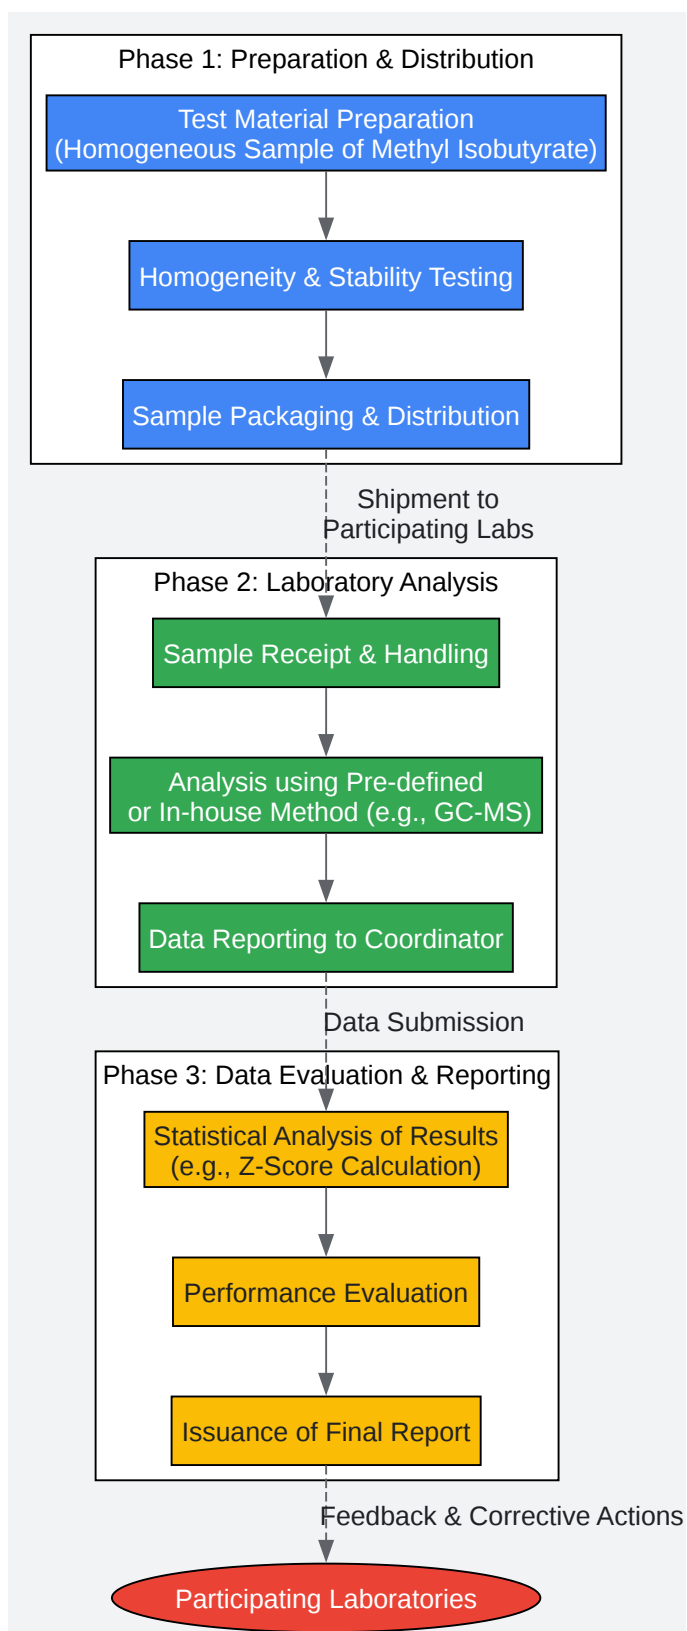 Phase 1: Preparation & Distribution
Test Material Preparation
(Homogeneous Sample of Methyl Isobutyrate)
Homogeneity & Stability Testing
Sample Packaging & Distribution
Shipment to
Participating Labs
Phase 2: Laboratory Analysis
Sample Receipt & Handling
Analysis using Pre-defined
or In-house Method (e.g., GC-MS)
Data Reporting to Coordinator
Data Submission
Phase 3: Data Evaluation & Reporting
Statistical Analysis of Results
(e.g., Z-Score Calculation)
Performance Evaluation
Issuance of Final Report
Feedback & Corrective Actions
Participating Laboratories